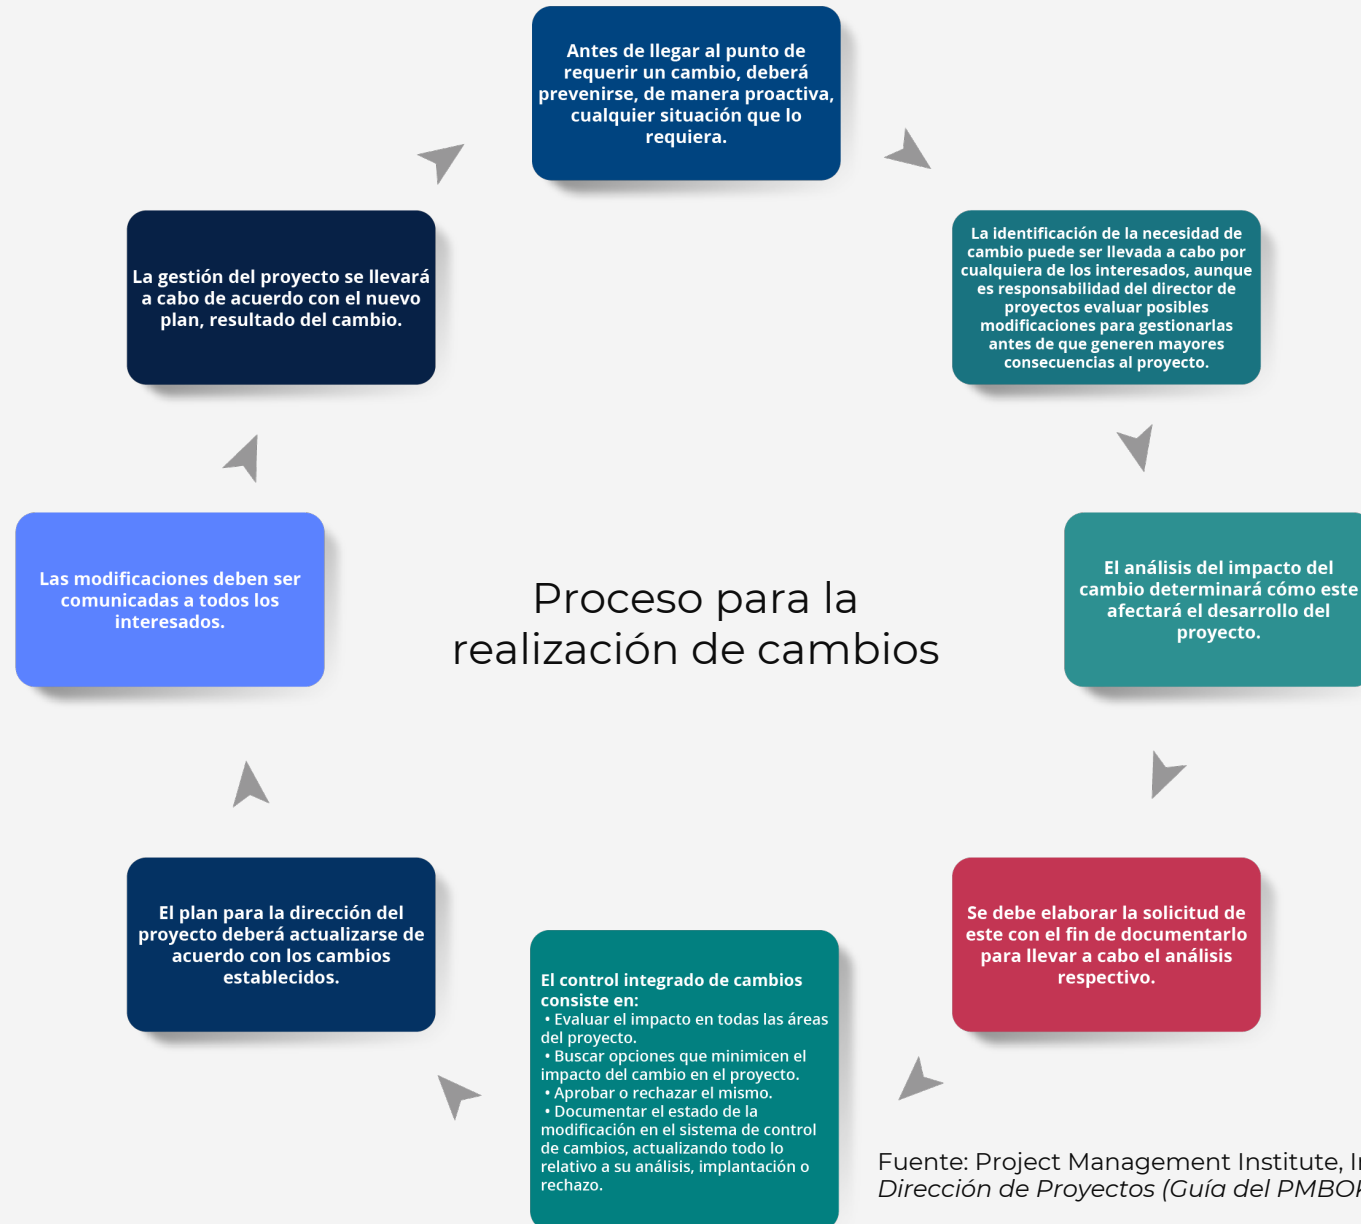 Antes de llegar al punto de
requerir un cambio, deberá
prevenirse, de manera proactiva,
cualquier situación que lo
requiera.
La identificación de la necesidad de
cambio puede ser llevada a cabo por
cualquiera de los interesados, aunque
es responsabilidad del director de
proyectos evaluar posibles
modificaciones para gestionarlas
antes de que generen mayores
consecuencias al proyecto.
El análisis del impacto del
cambio determinará cómo este
afectará el desarrollo del
proyecto.
Se debe elaborar la solicitud de
este con el fin de documentarlo
para llevar a cabo el análisis
respectivo.
El control integrado de cambios
consiste en:
• Evaluar el impacto en todas las áreas
del proyecto.
• Buscar opciones que minimicen el
impacto del cambio en el proyecto.
• Aprobar o rechazar el mismo.
• Documentar el estado de la
modificación en el sistema de control
de cambios, actualizando todo lo
relativo a su análisis, implantación o
rechazo.
El plan para la dirección del
proyecto deberá actualizarse de
acuerdo con los cambios
establecidos.
Las modificaciones deben ser
comunicadas a todos los
interesados.
La gestión del proyecto se llevará
a cabo de acuerdo con el nuevo
plan, resultado del cambio.
Proceso para la
realización de cambios
Fuente: Project Management Institute,
Dirección de Proyectos (Guía del